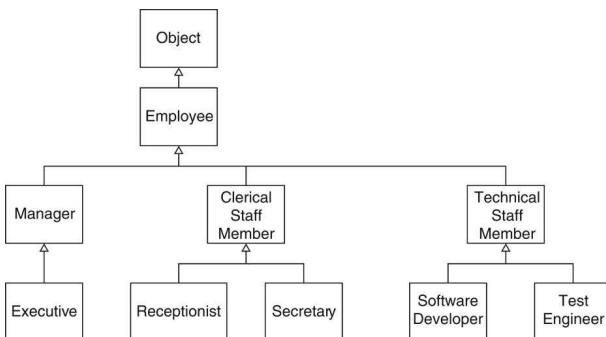 Object
Employee
Manager
Clerical
Staff
Member
Technical
Staff
Member
Executive
Receptionist
Secretary
Software
Developer
Test
Engineer